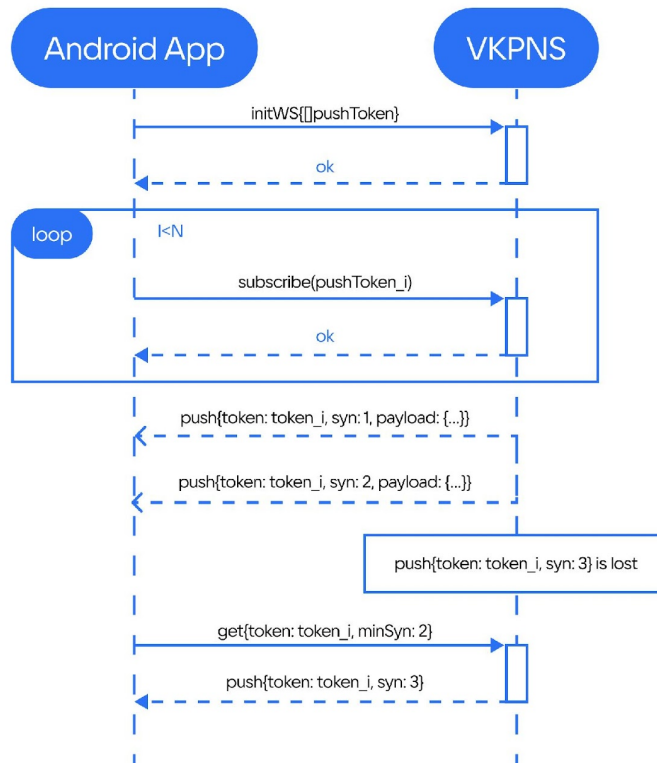 Android App
VKPNS
initWS{[]pushToken}
ok
loop
I<N
subscribe(pushToken_i)
ok
push{token: token_i, syn: 1, payload: {...}}
push{token: token_i, syn: 2, payload: {...}}
push{token: token_i, syn: 3} is lost
get{token: token_i, minSyn: 2}
push{token: token_i, syn: 3}